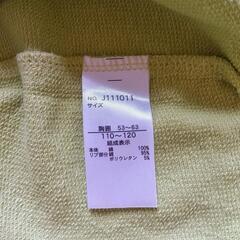 NO. J111011
サイズ
胸囲 53～63
110～120
組成表示
本体 綿 100%
リブ部分綿 95%
ポリウレタン 5%